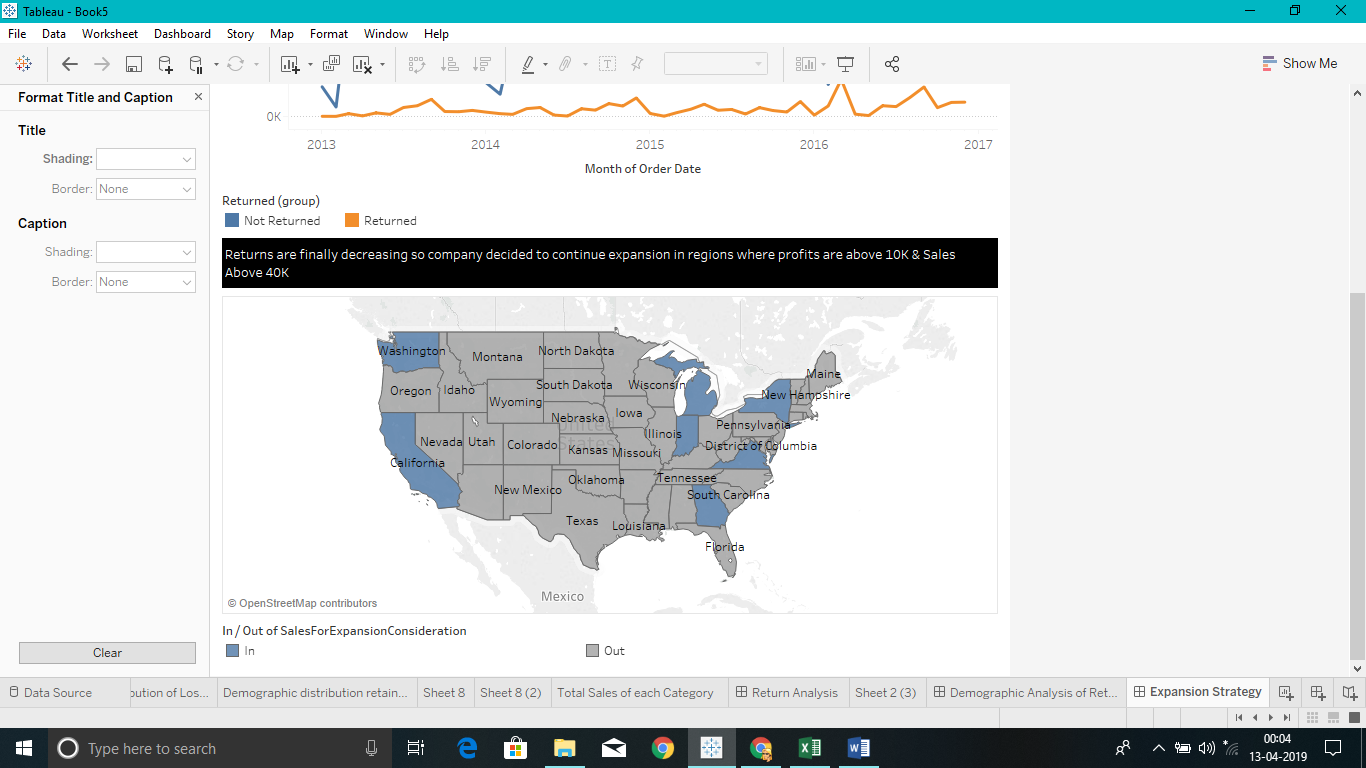 Tableau - Book5
File Data Worksheet Dashboard Story Map Format Window Help
Show Me
Format Title and Caption
Title
Shading:
Border: None
Caption
Shading:
Border: None
Clear
0K
2013 2014 2015 2016 2017
Month of Order Date
Returned (group)
Not Returned Returned
Returns are finally decreasing so company decided to continue expansion in regions where profits are above 10K & Sales
Above 40K
Washington Montana North Dakota Maine
Oregon Idaho South Dakota Wisconsin New Hampshire
Wyoming Iowa
Nebraska Pennsylvania
United
States
Nevada Utah Colorado Illinois District of Columbia
Kansas Missouri
California
Oklahoma Tennessee
New Mexico South Carolina
Texas Louisiana
Florida
Mexico
© OpenStreetMap contributors
In / Out of SalesForExpansionConsideration
In Out
Data Source bution of Los... Demographic distribution retain... Sheet 8 Sheet 8 (2) Total Sales of each Category Return Analysis Sheet 2 (3) Demographic Analysis of Ret... Expansion Strategy
Type here to search
00:04
13-04-2019